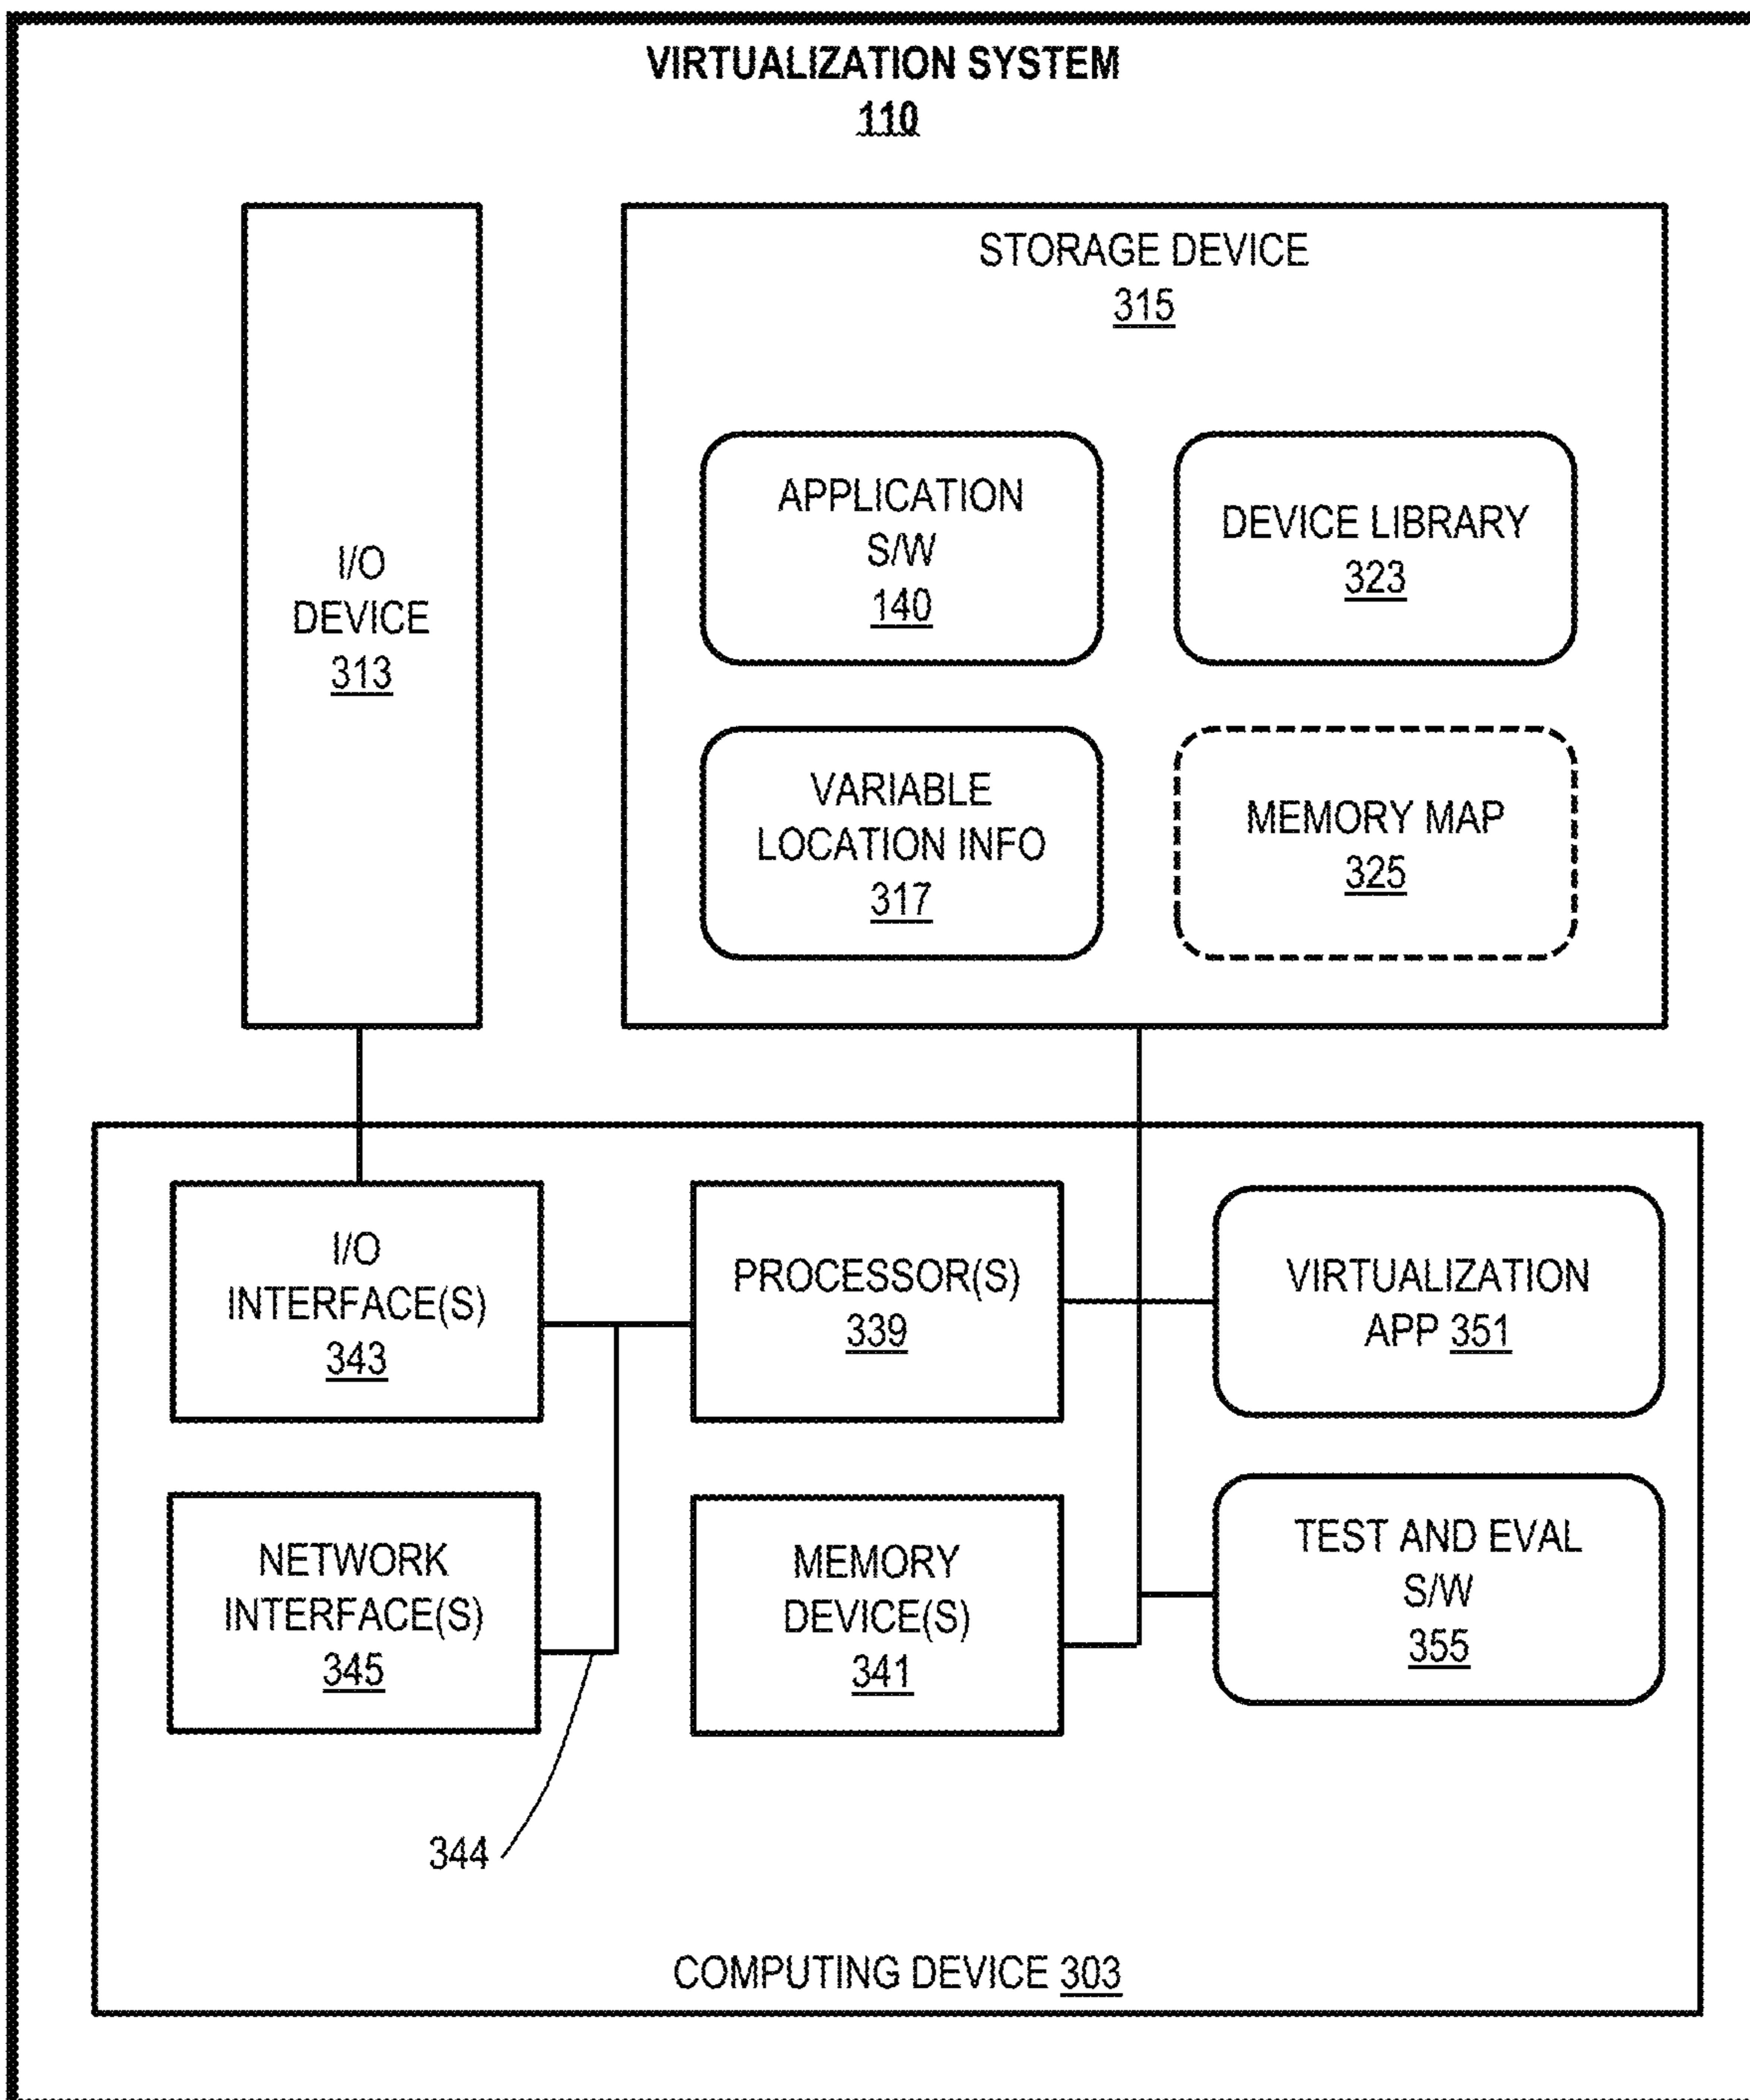 VIRTUALIZATION SYSTEM
110
I/O
DEVICE
313
STORAGE DEVICE
315
APPLICATION
S/W
140
DEVICE LIBRARY
323
VARIABLE
LOCATION INFO
317
MEMORY MAP
325
I/O
INTERFACE(S)
343
PROCESSOR(S)
339
VIRTUALIZATION
APP 351
NETWORK
INTERFACE(S)
345
MEMORY
DEVICE(S)
341
TEST AND EVAL
S/W
355
344
COMPUTING DEVICE 303